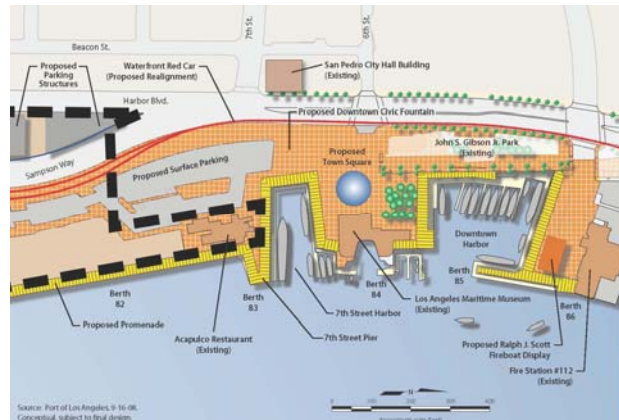 7th St.
6th St.
Beacon St.
San Pedro City Hall Building
(Existing)
Waterfront Red Car
(Proposed Realignment)
Proposed
Parking
Structures
Harbor Blvd.
Proposed Downtown Civic Fountain
John S. Gibson Jr. Park
(Existing)
Proposed
Town Square
Sampson Way
Proposed Surface Parking
Downtown
Harbor
Berth
82
Berth
83
Berth
84
Berth
85
Berth
86
7th Street Harbor
Los Angeles Maritime Museum
(Existing)
Proposed Promenade
7th Street Pier
Acapulco Restaurant
(Existing)
Proposed Ralph J. Scott
Fireboat Display
Fire Station #112
(Existing)
N
Source: Port of Los Angeles, 9-16-08.
Conceptual, subject to final design.